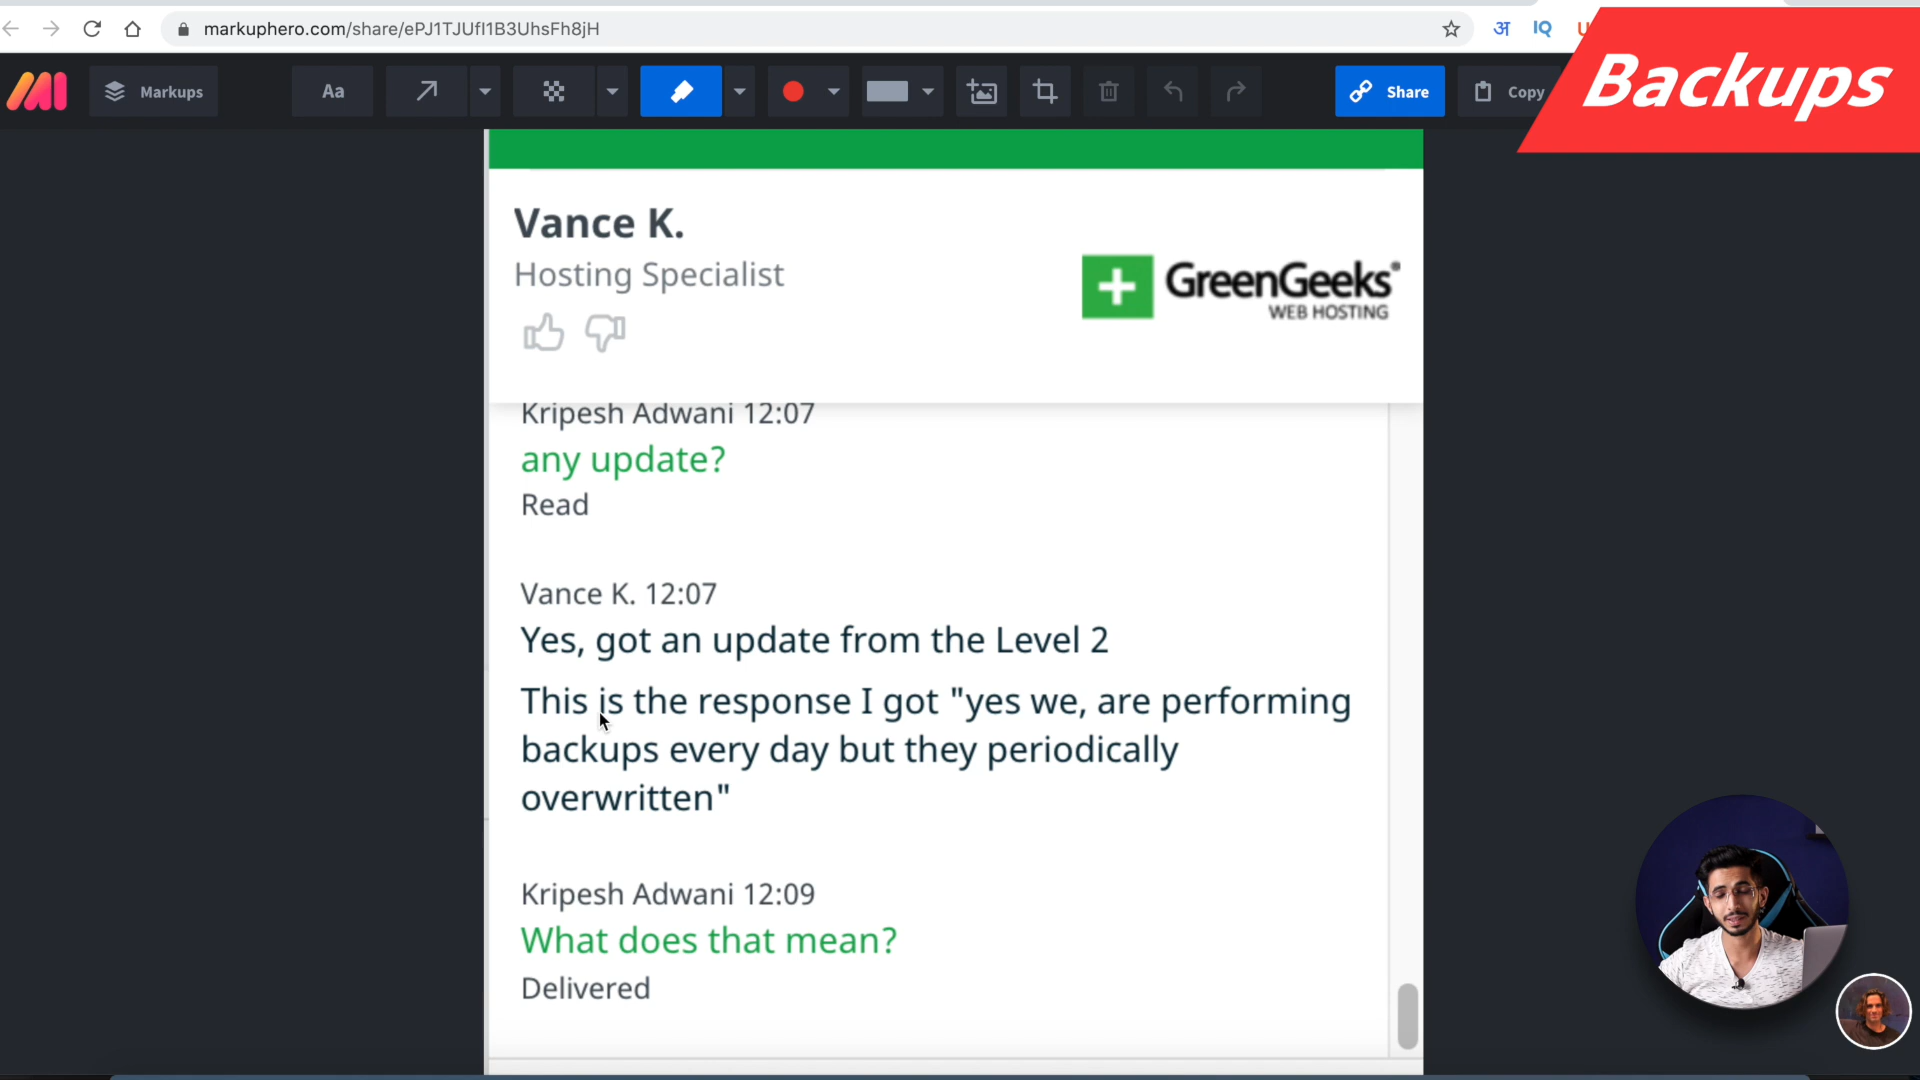 markuphero.com/share/ePJ1TJUfl1B3UhsFh8jH
अ
IQ
Backups
Markups
Aa
Share
Copy
Vance K.
Hosting Specialist
GreenGeeks®
WEB HOSTING
Kripesh Adwani 12:07
any update?
Read
Vance K. 12:07
Yes, got an update from the Level 2
This is the response I got "yes we, are performing
backups every day but they periodically
overwritten"
Kripesh Adwani 12:09
What does that mean?
Delivered